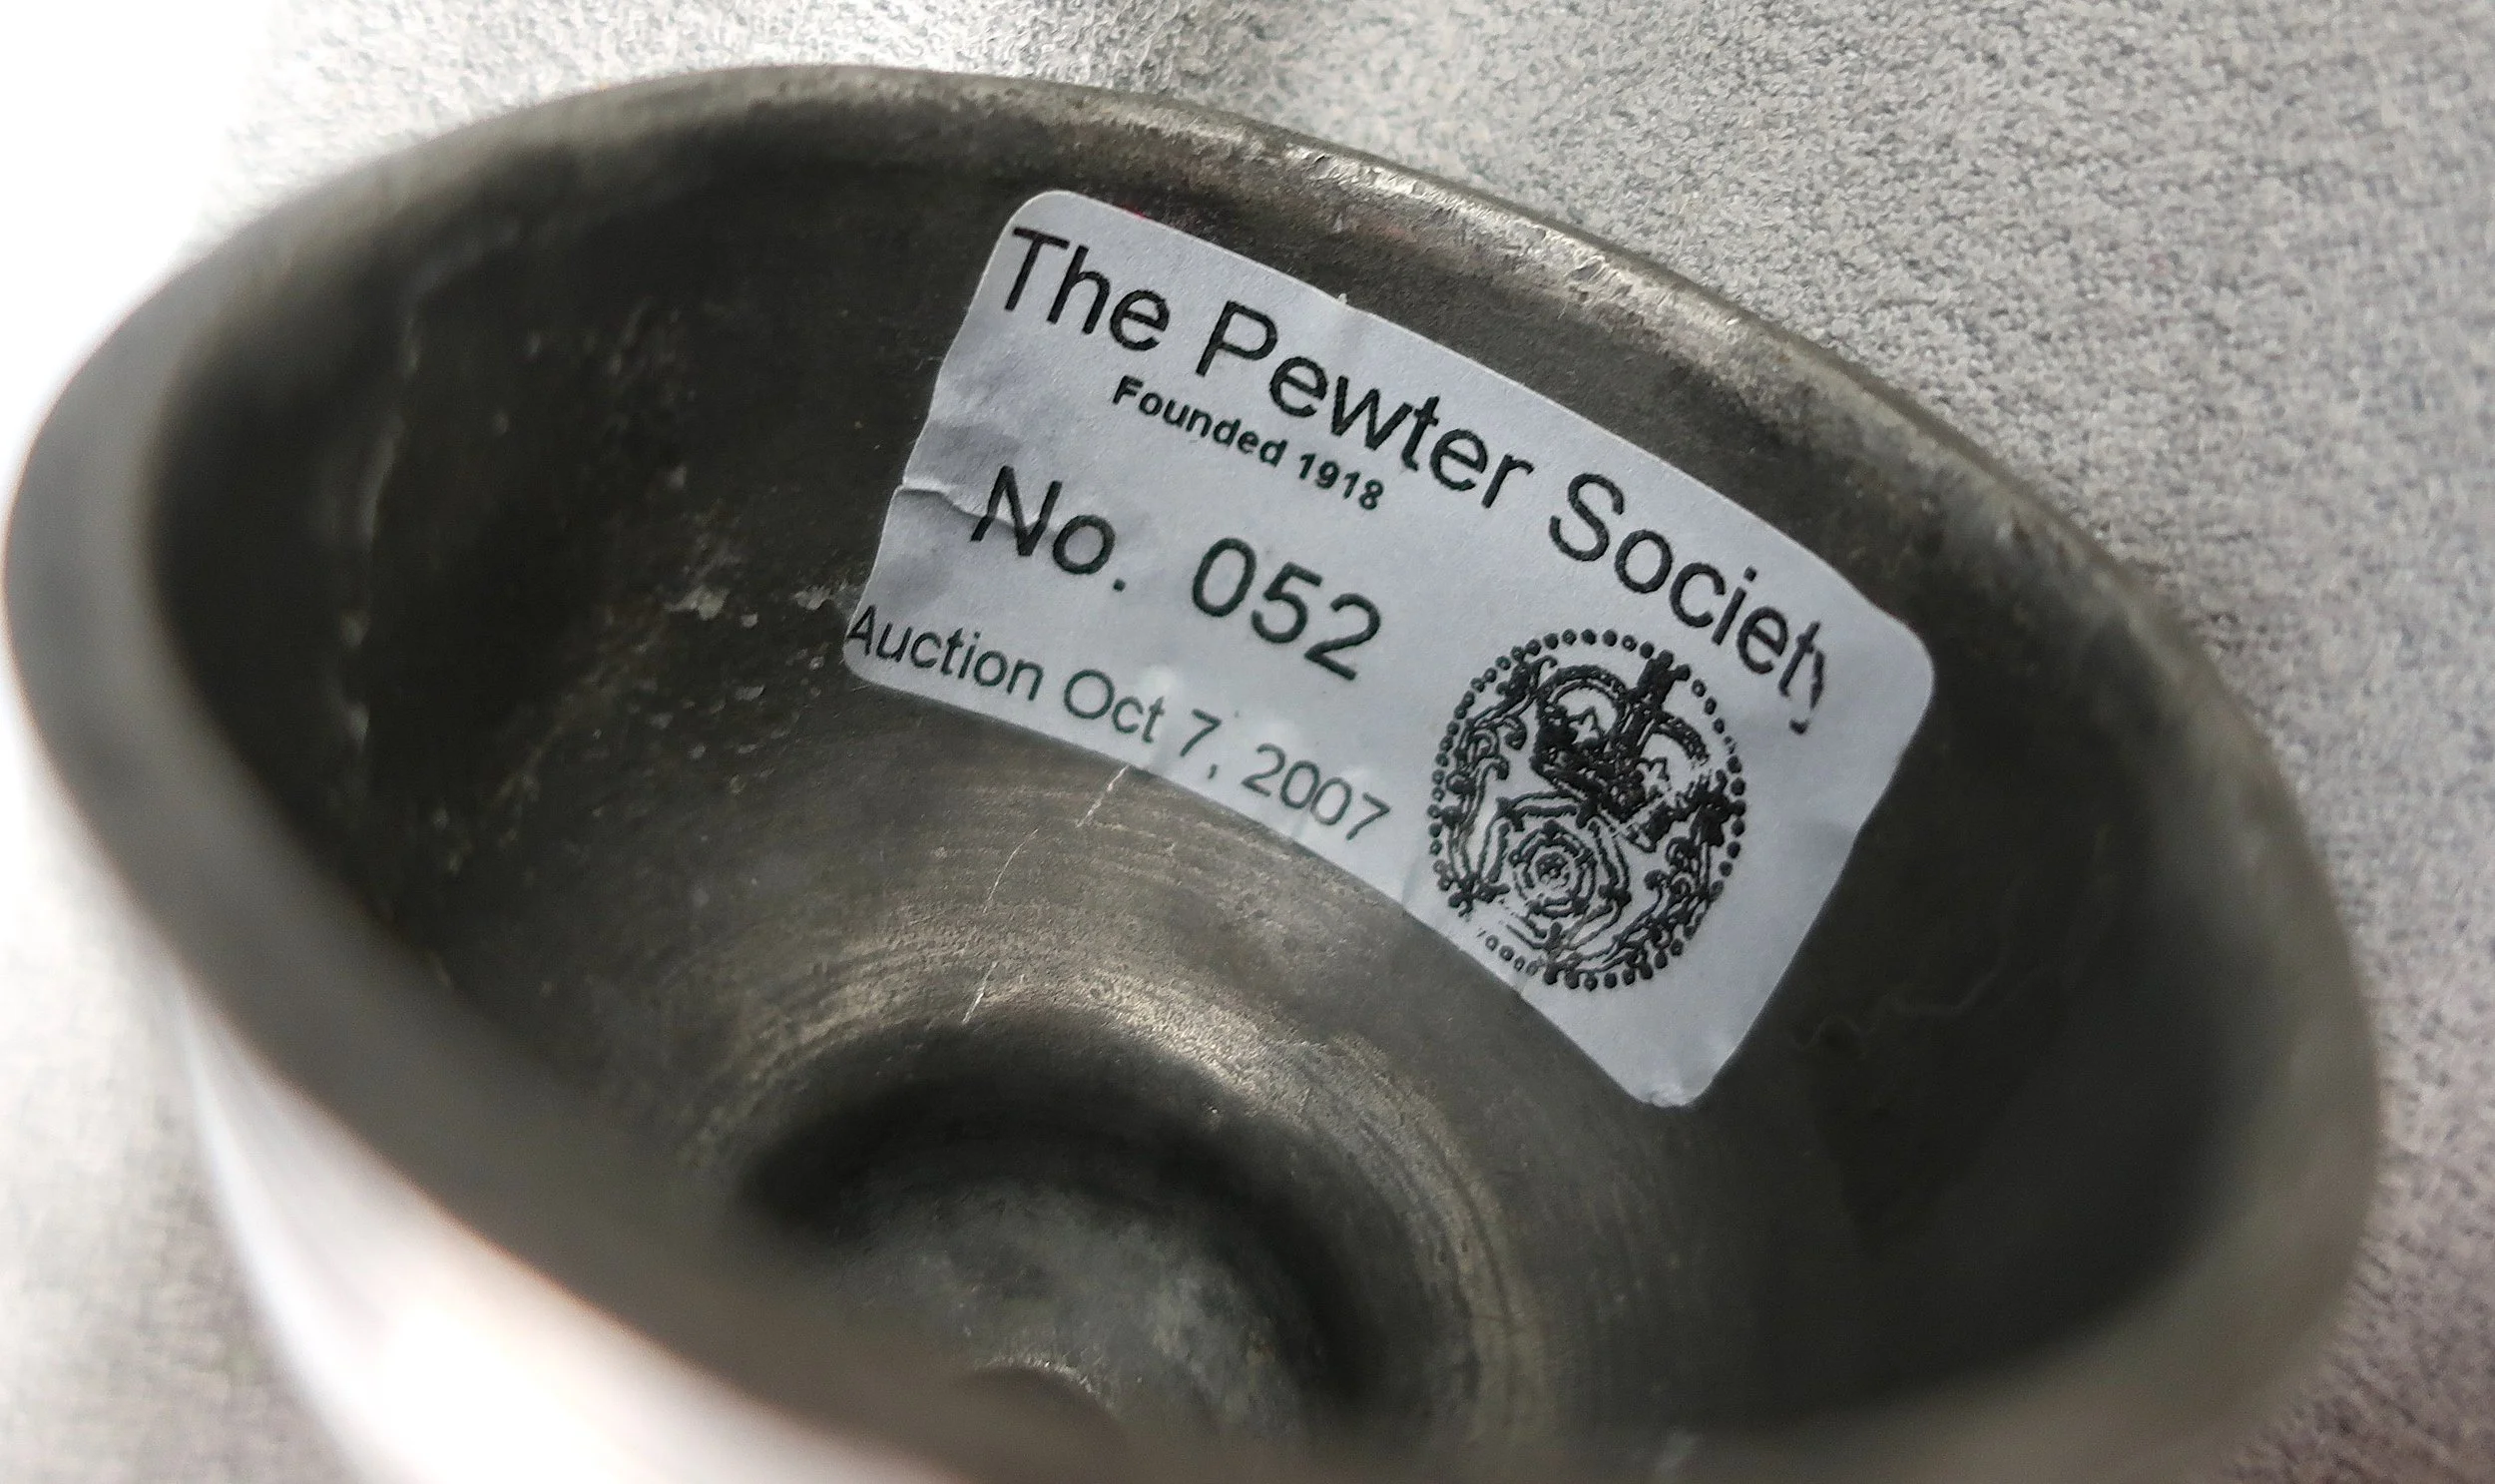 The Pewter Society
Founded 1918
No. 052
Auction Oct 7, 2007